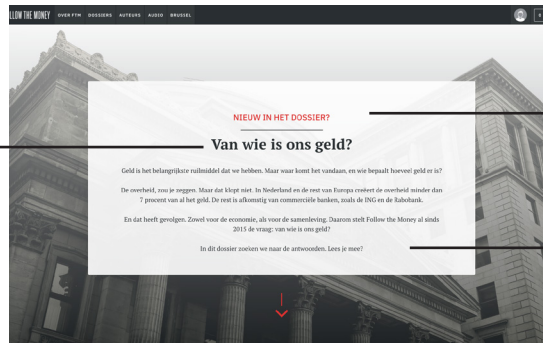 LLOW THE MONEY OVER FTM DOSSIERS AUTEURS AUDIO BRUSSEL
NIEUW IN HET DOSSIER?
Van wie is ons geld?
Geld is het belangrijkste ruilmiddel dat we hebben. Maar waar komt het vandaan, en wie bepaalt hoeveel geld er is?
De overheid, zou je zeggen. Maar dat klopt niet. In Nederland en de rest van Europa creëert de overheid minder dan
7 procent van al het geld. De rest is afkomstig van commerciële banken, zoals de ING en de Rabobank.
En dat heeft gevolgen. Zowel voor de economie, als voor de samenleving. Daarom stelt Follow the Money al sinds
2015 de vraag: van wie is ons geld?
In dit dossier zoeken we naar de antwoorden. Lees je mee?